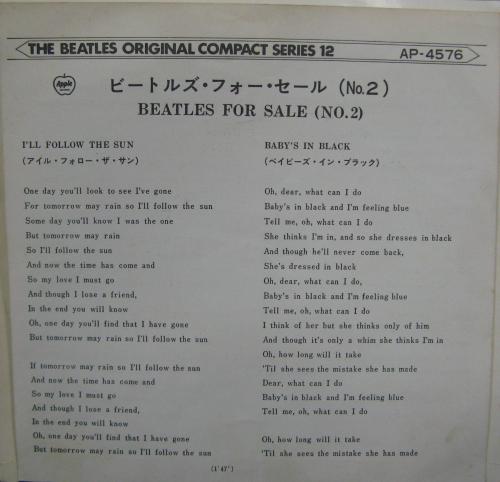 THE BEATLES ORIGINAL COMPACT SERIES 12
AP-4576
Apple
ビートルズ・フォー・セール (No.2)
BEATLES FOR SALE (NO.2)
I'LL FOLLOW THE SUN
(アイル・フォロー・ザ・サン)
One day you'll look to see I've gone
For tomorrow may rain so I'll follow the sun
Some day you'll know I was the one
But tomorrow may rain
So I'll follow the sun
And now the time has come and
So my love I must go
And though I lose a friend,
In the end you will know
Oh, one day you'll find that I have gone
But tomorrow may rain so I'll follow the sun
If tomorrow may rain so I'll follow the sun
And now the time has come and
So my love I must go
And though I lose a friend,
In the end you will know
Oh, one day you'll find that I have gone
But tomorrow may rain so I'll follow the sun
(1'47')
BABY'S IN BLACK
(ベイビーズ・イン・ブラック)
Oh, dear, what can I do
Baby's in black and I'm feeling blue
Tell me, oh, what can I do
She thinks I'm in, and so she dresses in black
And though he'll never come back,
She's dressed in black
Oh, dear, what can I do,
Baby's in black and I'm feeling blue
Tell me, oh, what can I do
I think of her but she thinks only of him
And though it's only a whim she thinks I'm in
Oh, how long will it take
'Til she sees the mistake she has made
Dear, what can I do
Baby's in black and I'm feeling blue
Tell me, oh, what can I do
Oh, how long will it take
'Til she sees the mistake she has made